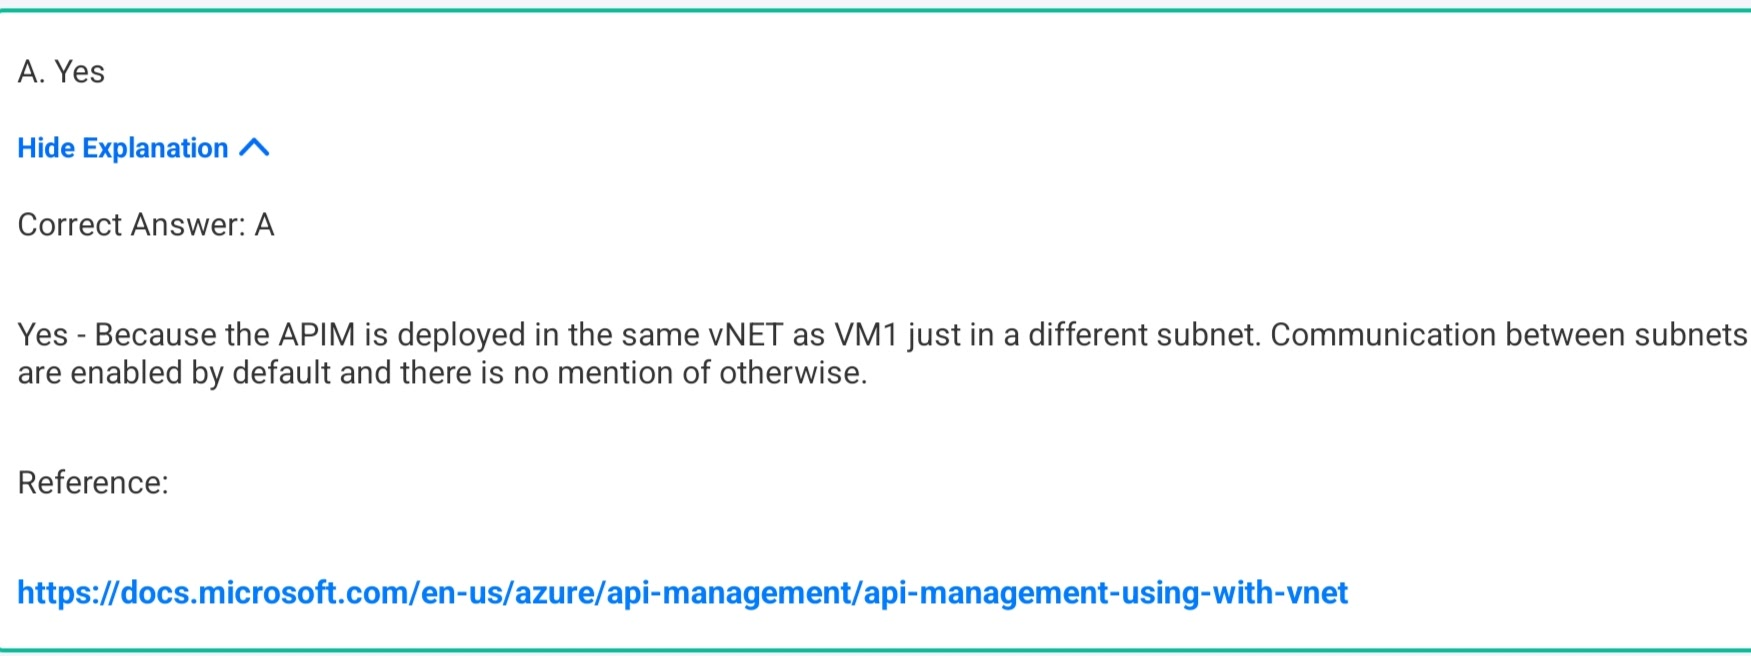 A. Yes
Hide Explanation
Correct Answer: A
Yes - Because the APIM is deployed in the same vNET as VM1 just in a different subnet. Communication between subnets
are enabled by default and there is no mention of otherwise.
Reference:
https://docs.microsoft.com/en-us/azure/api-management/api-management-using-with-vnet